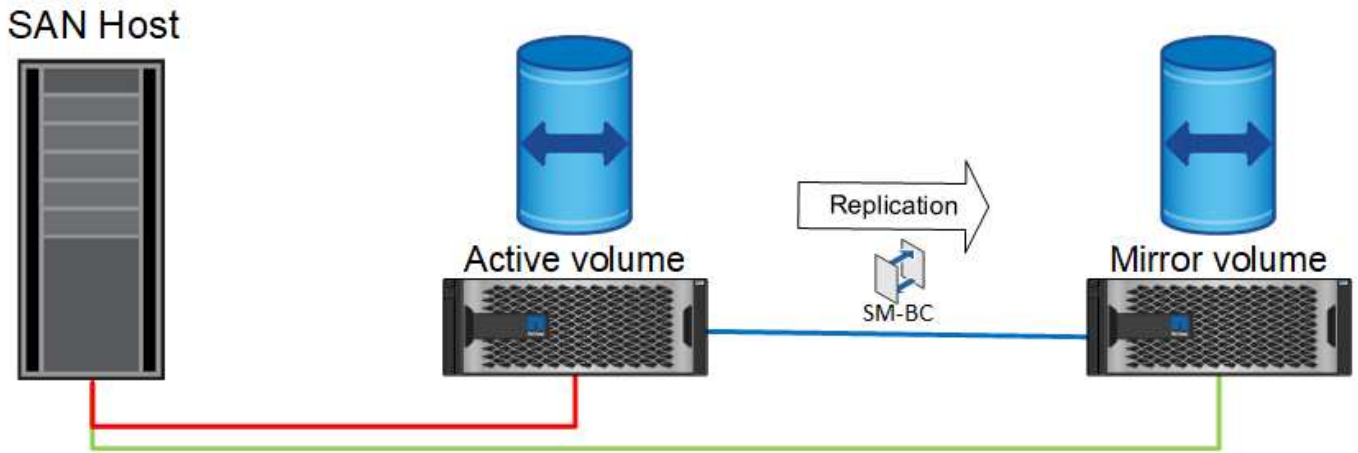 SAN Host
Replication
Active volume
Mirror volume
SM-BC